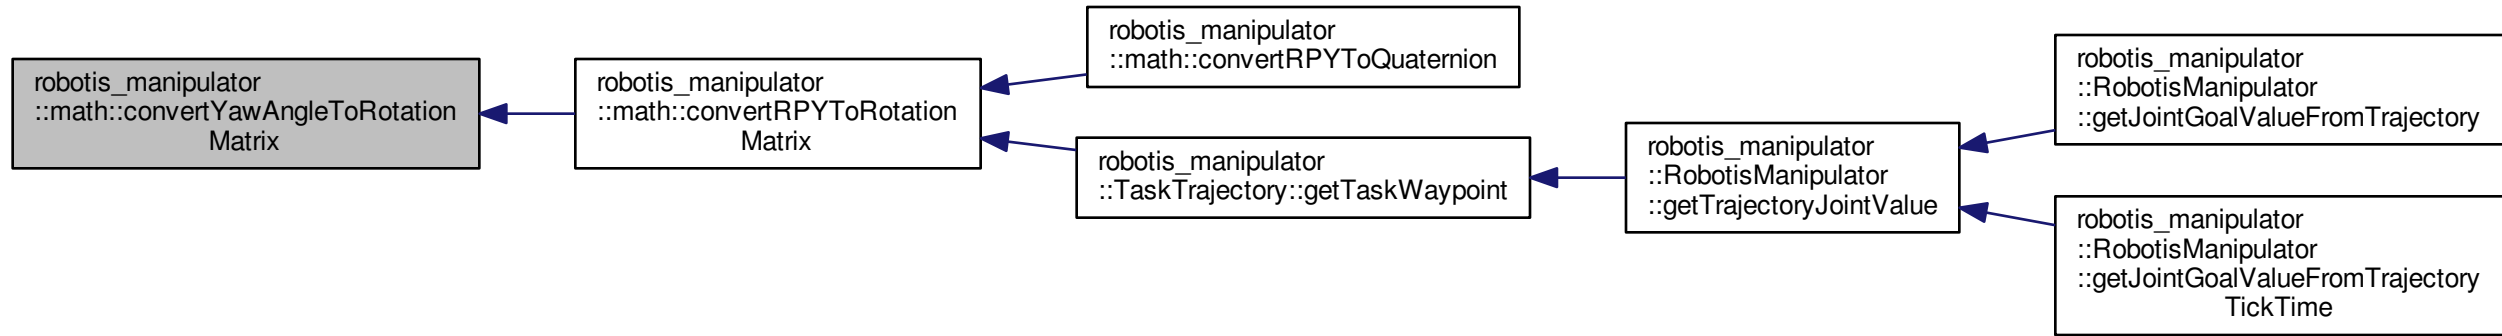 robotis_manipulator
::math::convertYawAngleToRotation
Matrix
robotis_manipulator
::math::convertRPYToRotation
Matrix
robotis_manipulator
::math::convertRPYToQuaternion
robotis_manipulator
::TaskTrajectory::getTaskWaypoint
robotis_manipulator
::RobotisManipulator
::getTrajectoryJointValue
robotis_manipulator
::RobotisManipulator
::getJointGoalValueFromTrajectory
robotis_manipulator
::RobotisManipulator
::getJointGoalValueFromTrajectory
TickTime